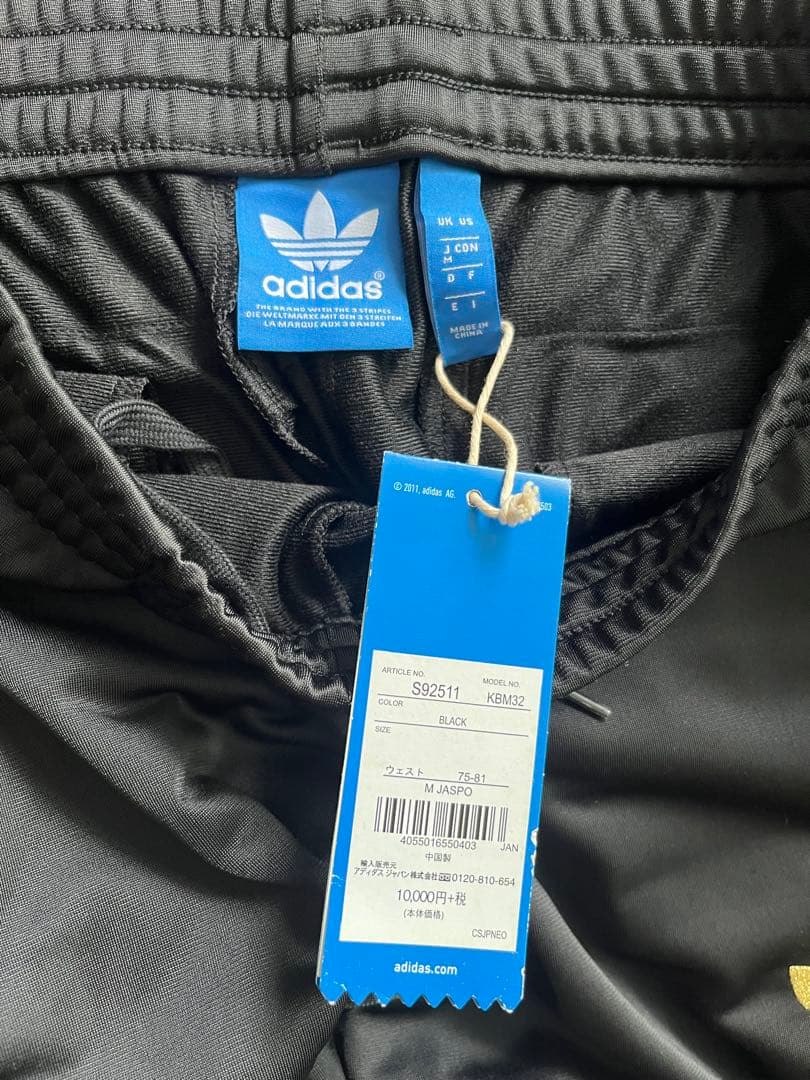 adidas®
THE BRAND WITH THE 3 STRIPES
DIE WELTMARKE MIT DEN 3 STREIFEN
LA MARQUE AUX 3 BANDES
UK US
J CDN
M
D F
E I
MADE IN
CHINA
© 2011, adidas AG.
ARTICLE NO. MODEL NO.
S92511 KBM32
COLOR
BLACK
SIZE
ウェスト 75-81
M JASPO
4055016550403 JAN
中国製
輸入販売元
アディダス ジャパン株式会社 0120-810-654
10,000円+税
(本体価格)
CSJPNEO
adidas.com